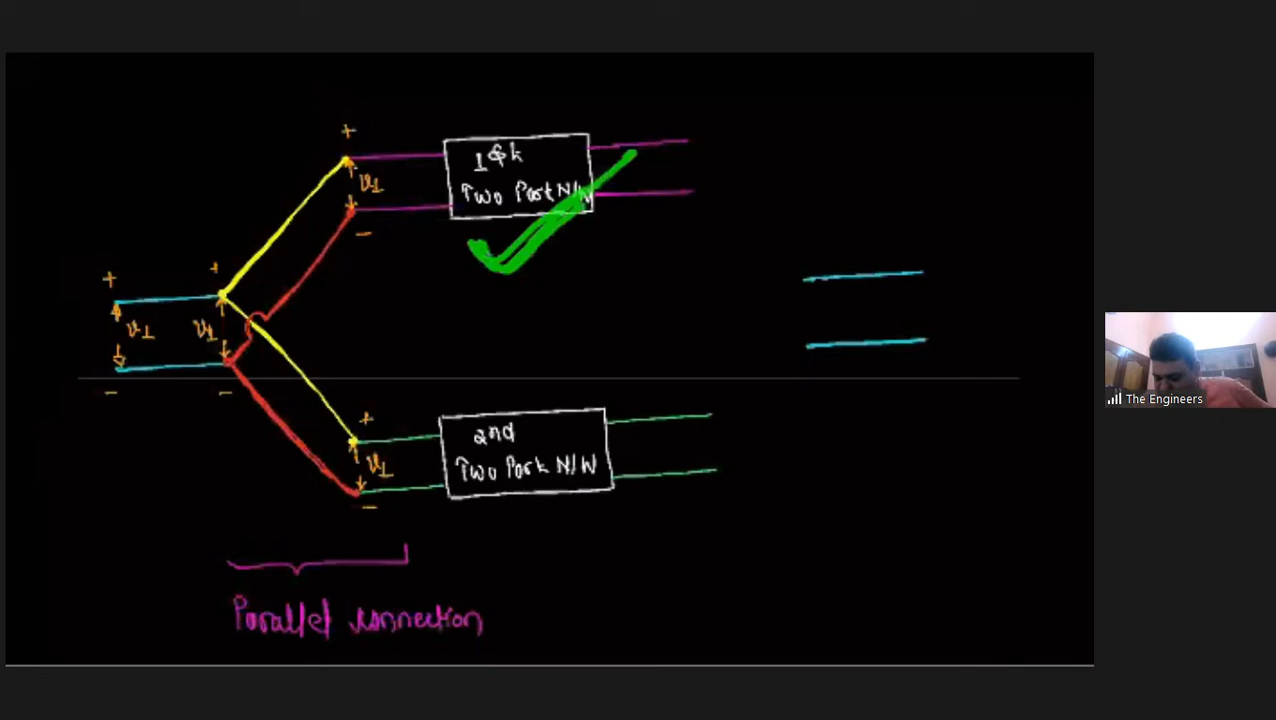 +
1st
V1
Two Port N/W
-
+
+
V1
V1
-
-
+
2nd
V1
Two Port N/W
-
Parallel connection
The Engineers